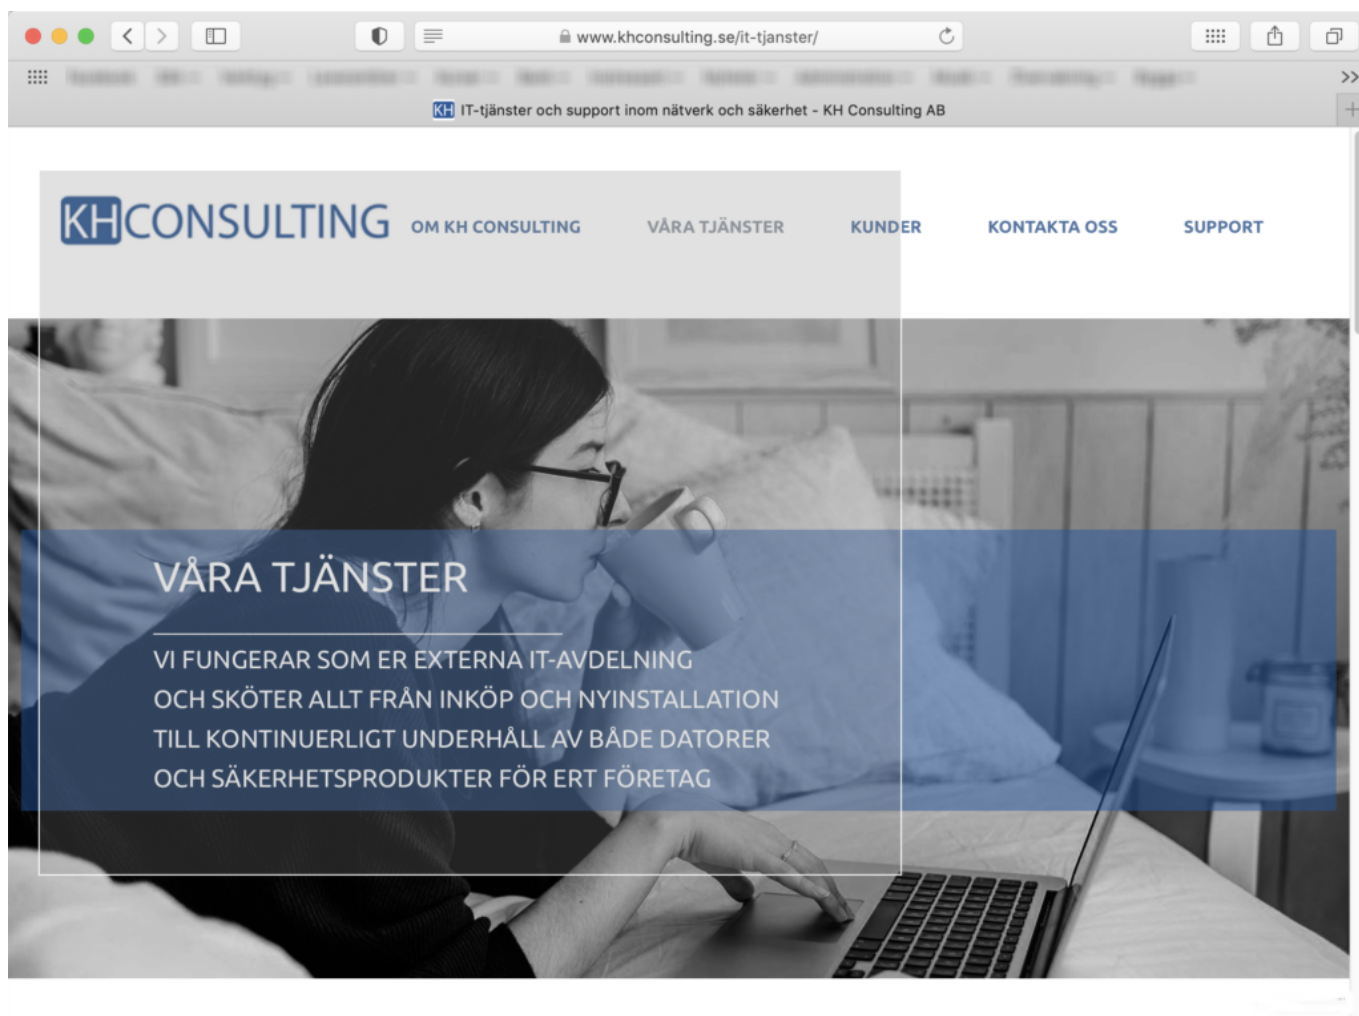 www.khconsulting.se/it-tjanster/
KH IT-tjänster och support inom nätverk och säkerhet - KH Consulting AB
KHCONSULTING OM KH CONSULTING VÅRA TJÄNSTER KUNDER KONTAKTA OSS SUPPORT
VÅRA TJÄNSTER
VI FUNGERAR SOM ER EXTERNA IT-AVDELNING
OCH SKÖTER ALLT FRÅN INKÖP OCH NYINSTALLATION
TILL KONTINUERLIGT UNDERHÅLL AV BÅDE DATORER
OCH SÄKERHETSPRODUKTER FÖR ERT FÖRETAG